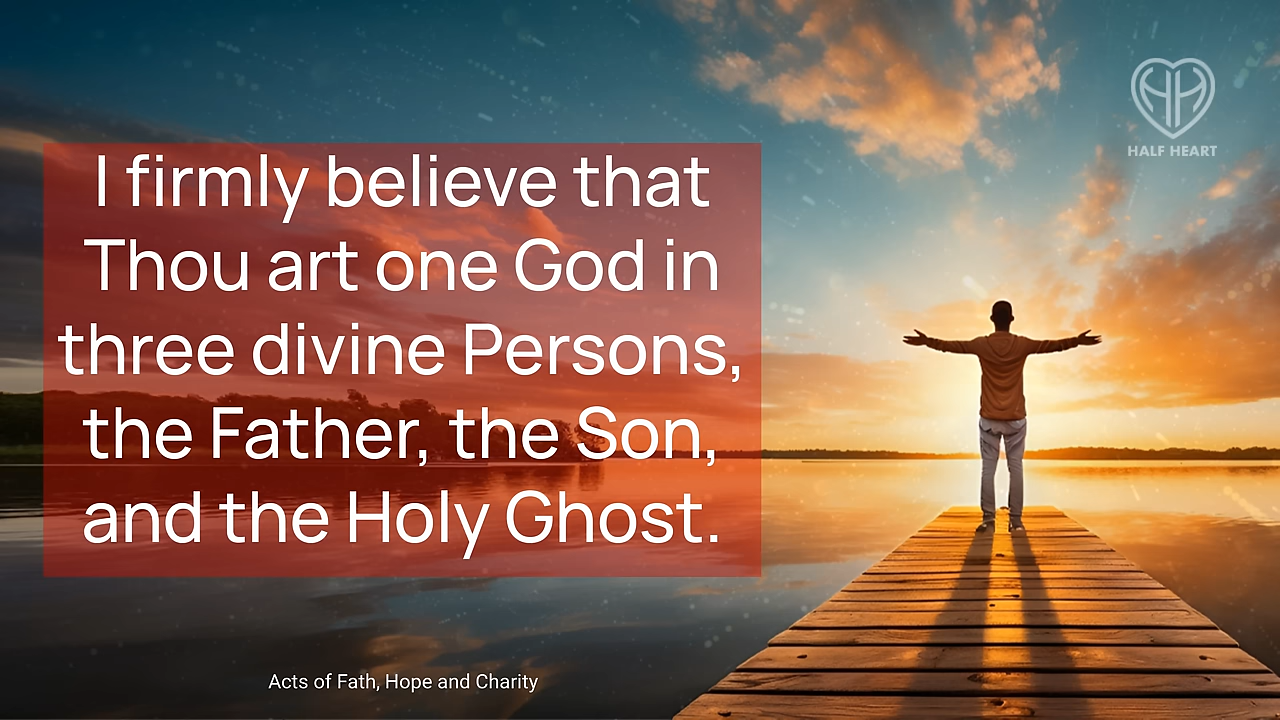 HALF HEART
I firmly believe that
Thou art one God in
three divine Persons,
the Father, the Son,
and the Holy Ghost.
Acts of Fath, Hope and Charity